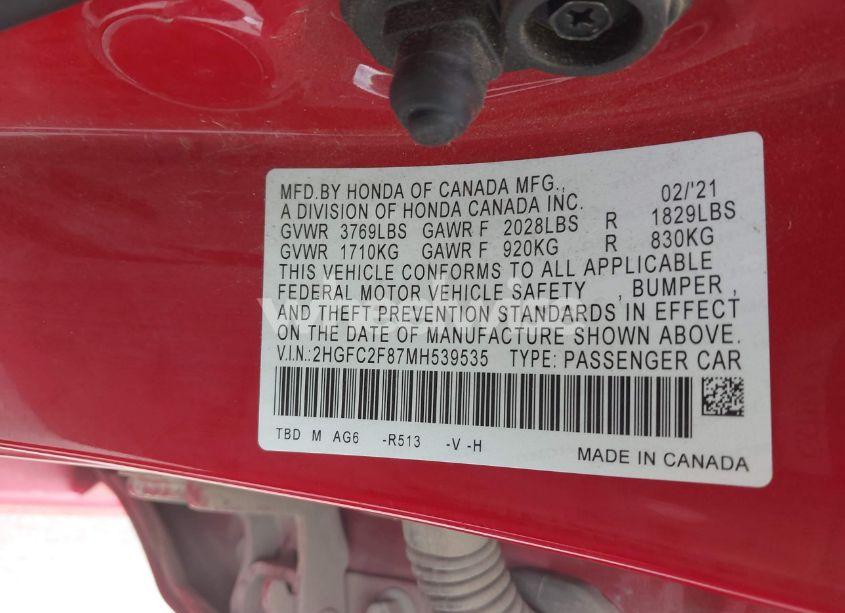 MFD.BY HONDA OF CANADA MFG., 02/'21
A DIVISION OF HONDA CANADA INC.
GVWR 3769LBS GAWR F 2028LBS R 1829LBS
GVWR 1710KG GAWR F 920KG R 830KG
THIS VEHICLE CONFORMS TO ALL APPLICABLE
FEDERAL MOTOR VEHICLE SAFETY , BUMPER ,
AND THEFT PREVENTION STANDARDS IN EFFECT
ON THE DATE OF MANUFACTURE SHOWN ABOVE.
V.I.N.:2HGFC2F87MH539535 TYPE: PASSENGER CAR
TBD M AG6 -R513 -V -H
MADE IN CANADA